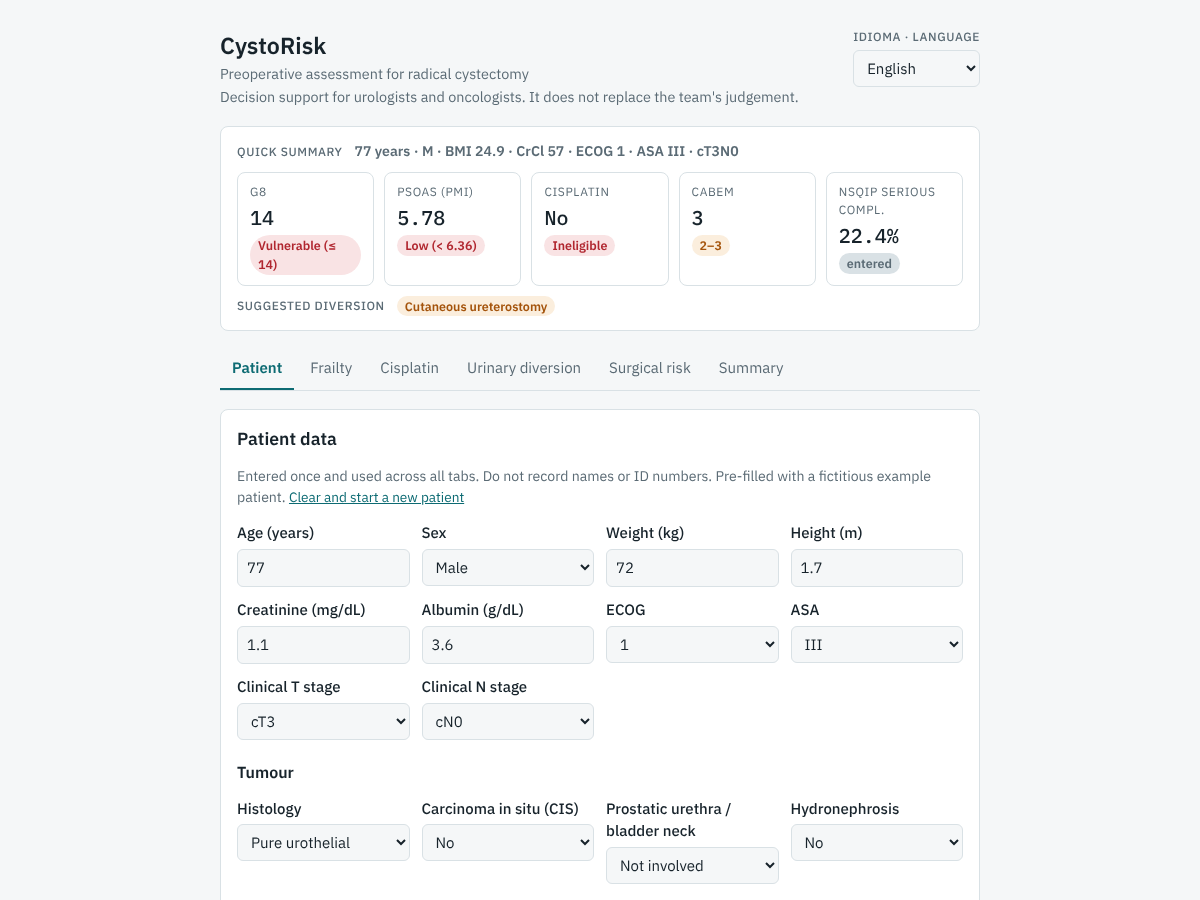 CystoRisk
Preoperative assessment for radical cystectomy
Decision support for urologists and oncologists. It does not replace the team's judgement.
IDIOMA · LANGUAGE
English
QUICK SUMMARY 77 years · M · BMI 24.9 · CrCl 57 · ECOG 1 · ASA III · cT3N0
G8
14
Vulnerable (≤
14)
PSOAS (PMI)
5.78
Low (< 6.36)
CISPLATIN
No
Ineligible
CABEM
3
2–3
NSQIP SERIOUS
COMPL.
22.4%
entered
SUGGESTED DIVERSION Cutaneous ureterostomy
Patient Frailty Cisplatin Urinary diversion Surgical risk Summary
Patient data
Entered once and used across all tabs. Do not record names or ID numbers. Pre-filled with a fictitious example
patient. Clear and start a new patient
Age (years) Sex Weight (kg) Height (m)
77 Male 72 1.7
Creatinine (mg/dL) Albumin (g/dL) ECOG ASA
1.1 3.6 1 III
Clinical T stage Clinical N stage
cT3 cN0
Tumour
Histology Carcinoma in situ (CIS) Prostatic urethra / Hydronephrosis
bladder neck
Pure urothelial No Not involved No